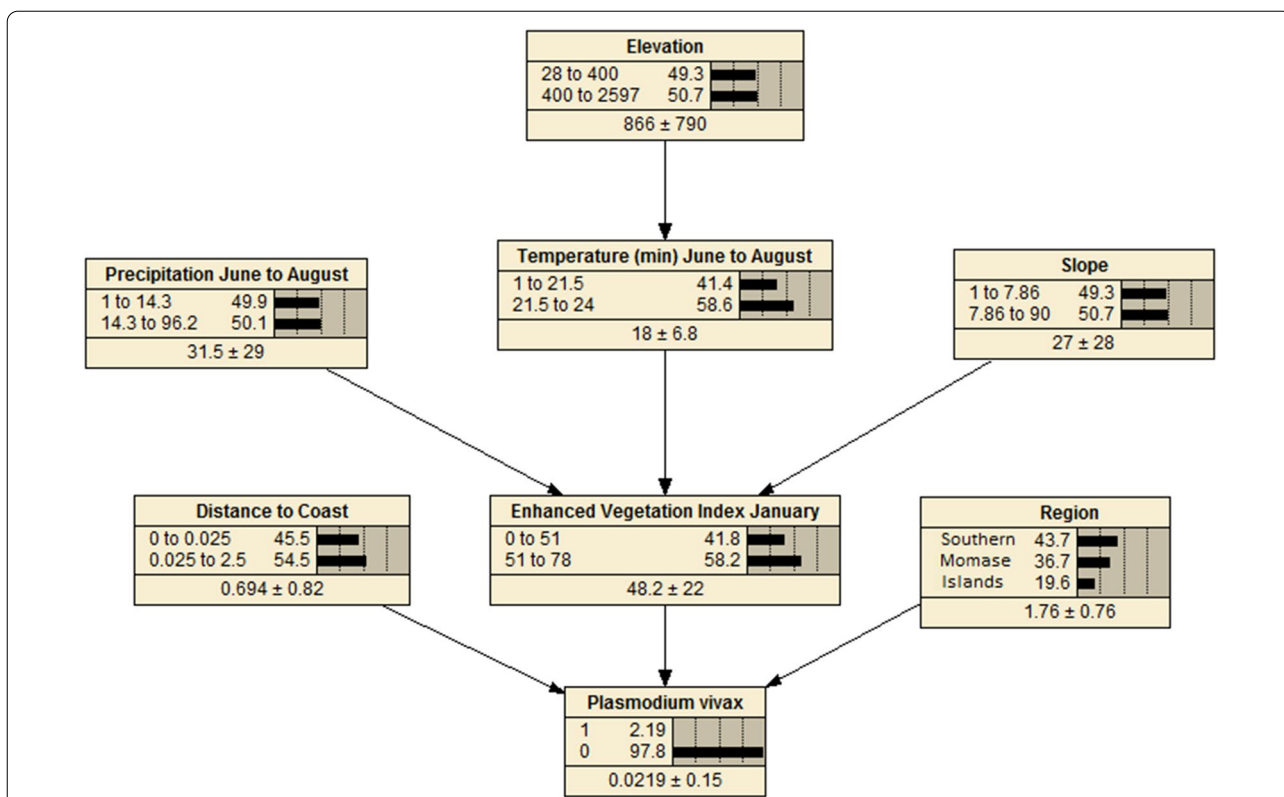 Elevation
28 to 400 49.3
400 to 2597 50.7
866 ± 790
Precipitation June to August
1 to 14.3 49.9
14.3 to 96.2 50.1
31.5 ± 29
Temperature (min) June to August
1 to 21.5 41.4
21.5 to 24 58.6
18 ± 6.8
Slope
1 to 7.86 49.3
7.86 to 90 50.7
27 ± 28
Distance to Coast
0 to 0.025 45.5
0.025 to 2.5 54.5
0.694 ± 0.82
Enhanced Vegetation Index January
0 to 51 41.8
51 to 78 58.2
48.2 ± 22
Region
Southern 43.7
Momase 36.7
Islands 19.6
1.76 ± 0.76
Plasmodium vivax
1 2.19
0 97.8
0.0219 ± 0.15